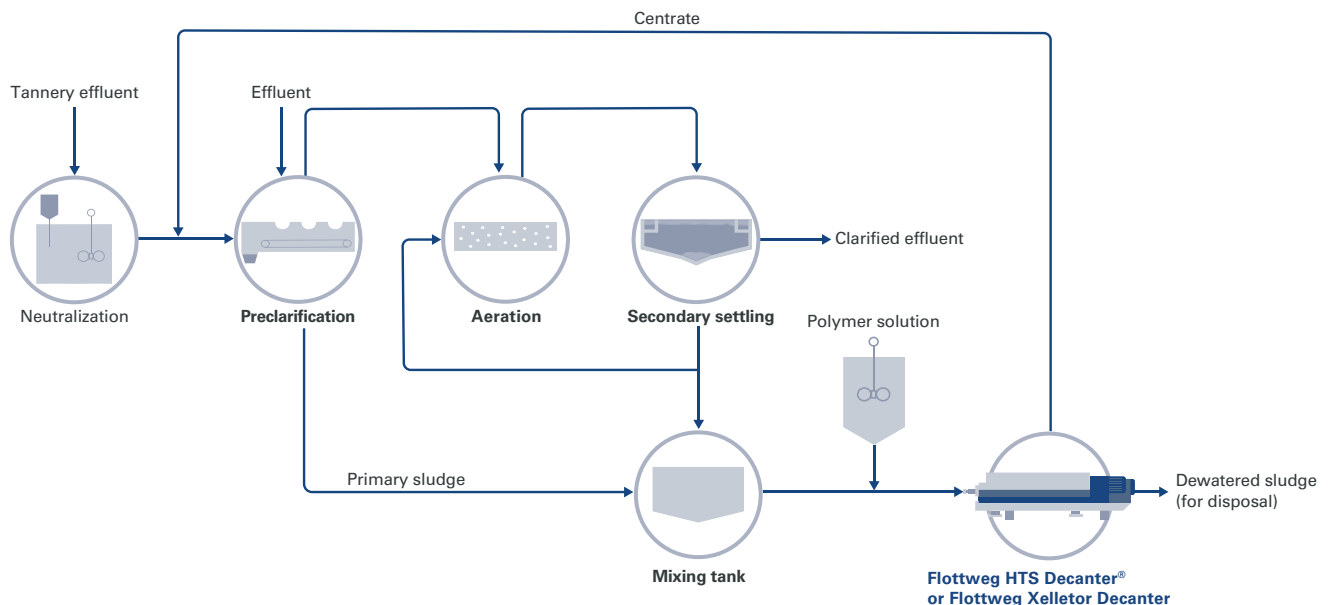 Centrate
Tannery effluent
Effluent
Clarified effluent
Neutralization
Preclarification
Aeration
Secondary settling
Polymer solution
Primary sludge
Dewatered sludge
(for disposal)
Mixing tank
Flottweg HTS Decanter®
or Flottweg Xelletor Decanter